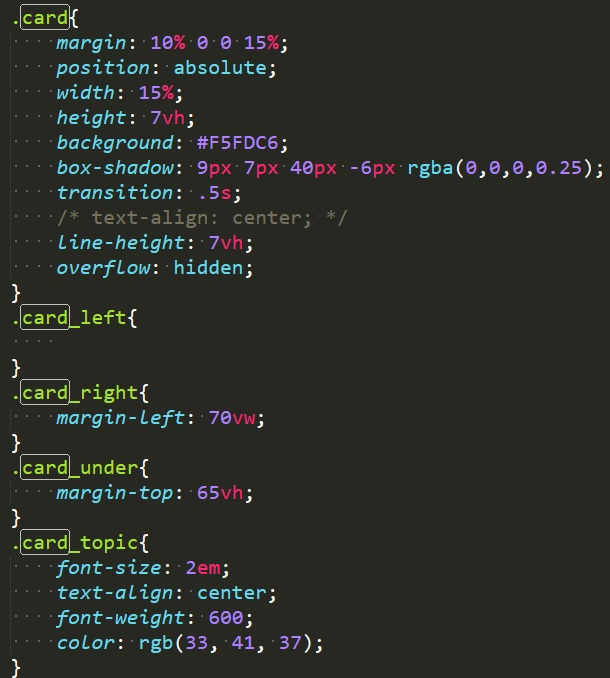 .card{
    margin: 10% 0 0 15%;
    position: absolute;
    width: 15%;
    height: 7vh;
    background: #F5FDC6;
    box-shadow: 9px 7px 40px -6px rgba(0,0,0,0.25);
    transition: .5s;
    /* text-align: center; */
    line-height: 7vh;
    overflow: hidden;
}
.card_left{

}
.card_right{
    margin-left: 70vw;
}
.card_under{
    margin-top: 65vh;
}
.card_topic{
    font-size: 2em;
    text-align: center;
    font-weight: 600;
    color: rgb(33, 41, 37);
}